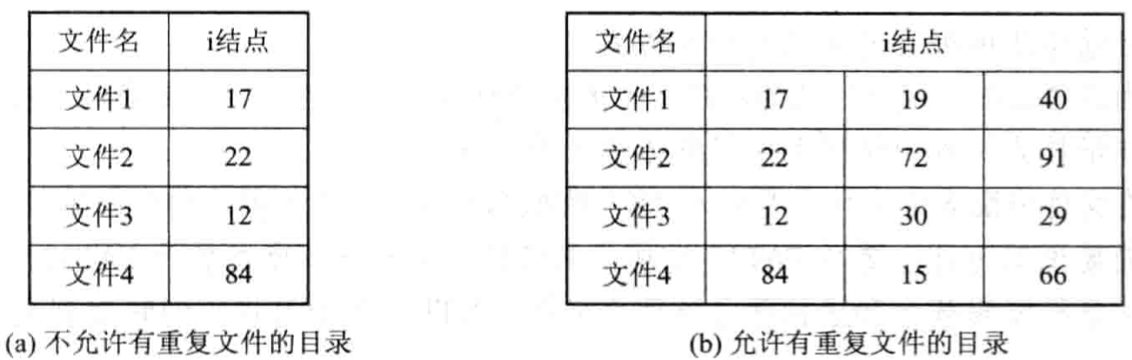 文件名 i结点
文件1 17
文件2 22
文件3 12
文件4 84
(a) 不允许有重复文件的目录
文件名 i结点
文件1 17 19 40
文件2 22 72 91
文件3 12 30 29
文件4 84 15 66
(b) 允许有重复文件的目录